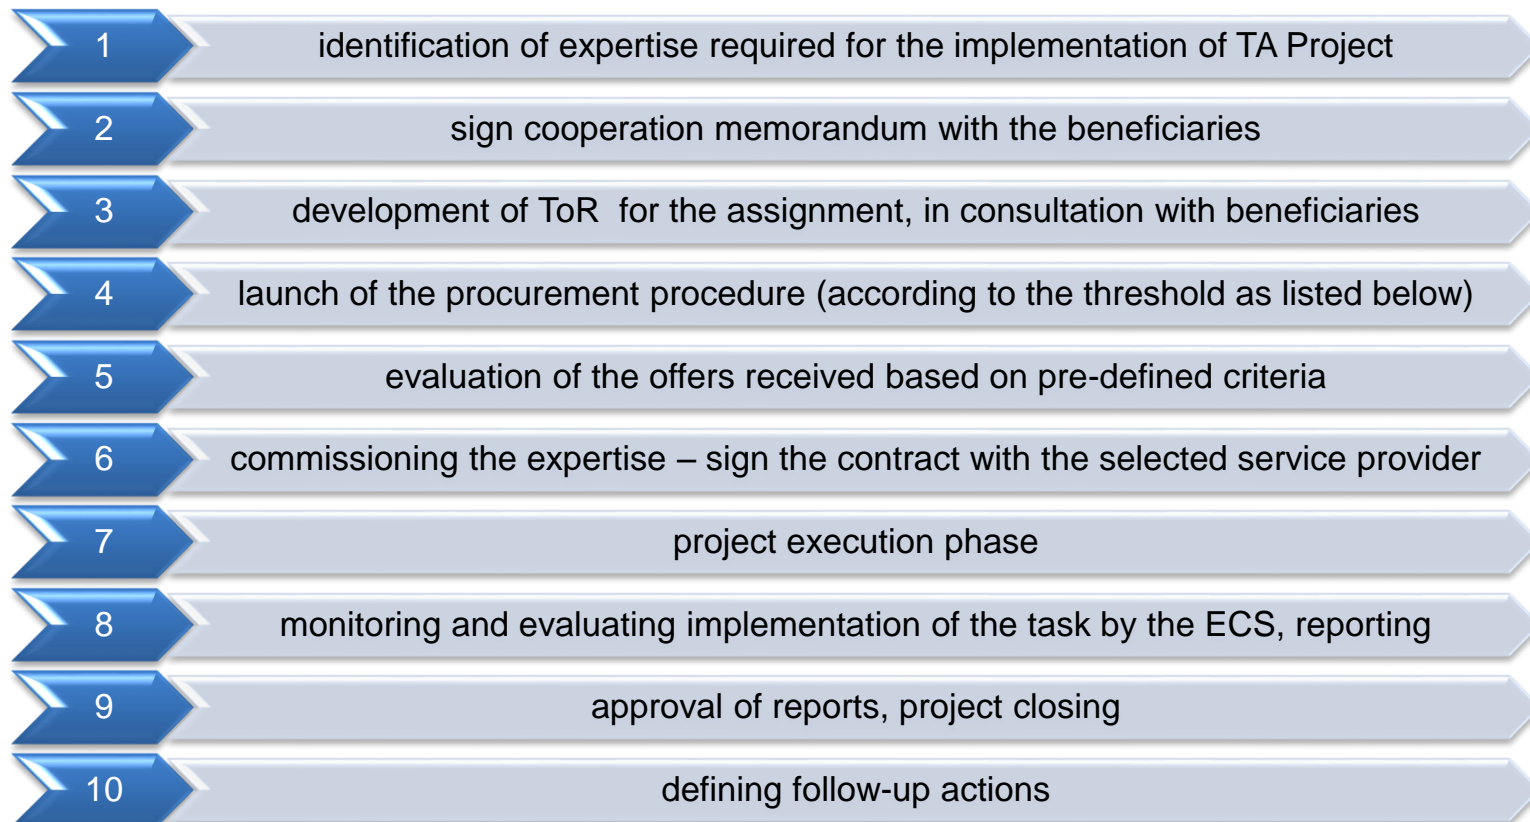 1 identification of expertise required for the implementation of TA Project
2 sign cooperation memorandum with the beneficiaries
3 development of ToR for the assignment, in consultation with beneficiaries
4 launch of the procurement procedure (according to the threshold as listed below)
5 evaluation of the offers received based on pre-defined criteria
6 commissioning the expertise – sign the contract with the selected service provider
7 project execution phase
8 monitoring and evaluating implementation of the task by the ECS, reporting
9 approval of reports, project closing
10 defining follow-up actions